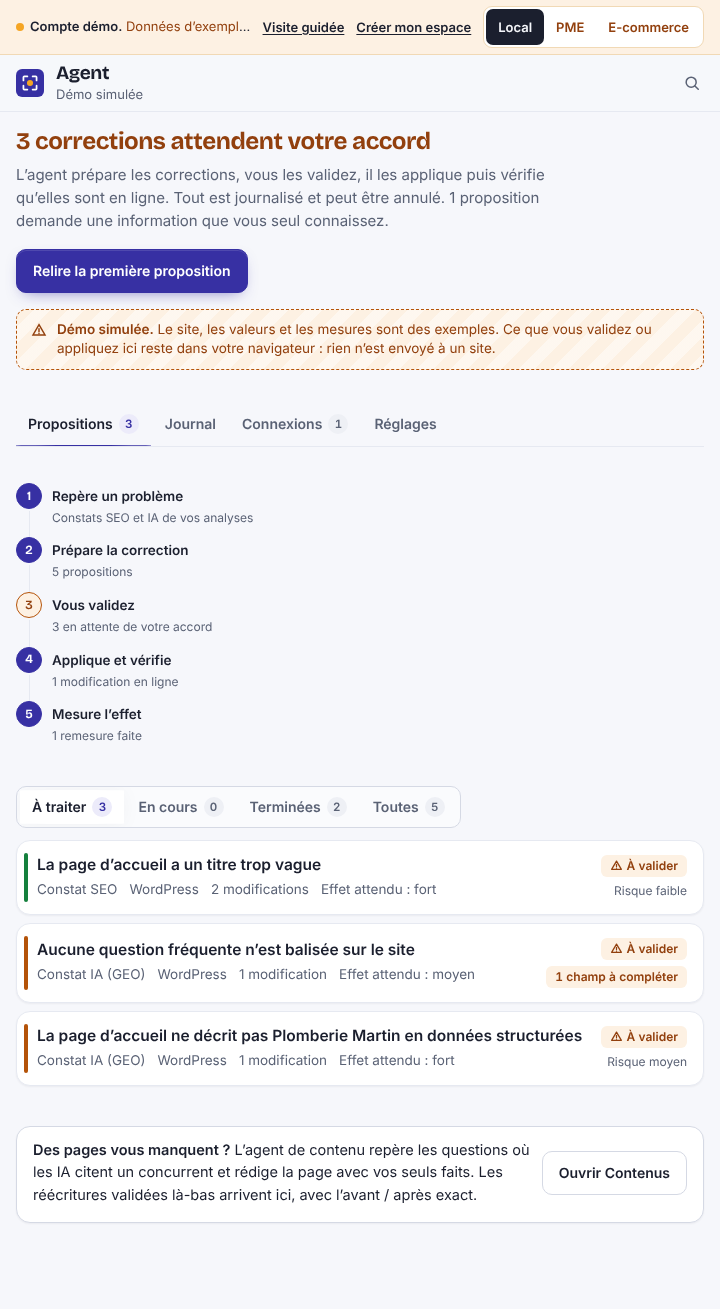 Compte démo. Données d’exempl… Visite guidée Créer mon espace Local PME E-commerce
Agent
Démo simulée
3 corrections attendent votre accord
L’agent prépare les corrections, vous les validez, il les applique puis vérifie
qu’elles sont en ligne. Tout est journalisé et peut être annulé. 1 proposition
demande une information que vous seul connaissez.
Relire la première proposition
Démo simulée. Le site, les valeurs et les mesures sont des exemples. Ce que vous validez ou
appliquez ici reste dans votre navigateur : rien n’est envoyé à un site.
Propositions 3 Journal Connexions 1 Réglages
1 Repère un problème
Constats SEO et IA de vos analyses
2 Prépare la correction
5 propositions
3 Vous validez
3 en attente de votre accord
4 Applique et vérifie
1 modification en ligne
5 Mesure l’effet
1 remesure faite
À traiter 3 En cours 0 Terminées 2 Toutes 5
La page d’accueil a un titre trop vague À valider
Constat SEO WordPress 2 modifications Effet attendu : fort Risque faible
Aucune question fréquente n’est balisée sur le site À valider
Constat IA (GEO) WordPress 1 modification Effet attendu : moyen 1 champ à compléter
La page d’accueil ne décrit pas Plomberie Martin en données structurées À valider
Constat IA (GEO) WordPress 1 modification Effet attendu : fort Risque moyen
Des pages vous manquent ? L’agent de contenu repère les questions où
les IA citent un concurrent et rédige la page avec vos seuls faits. Les
réécritures validées là-bas arrivent ici, avec l’avant / après exact.
Ouvrir Contenus